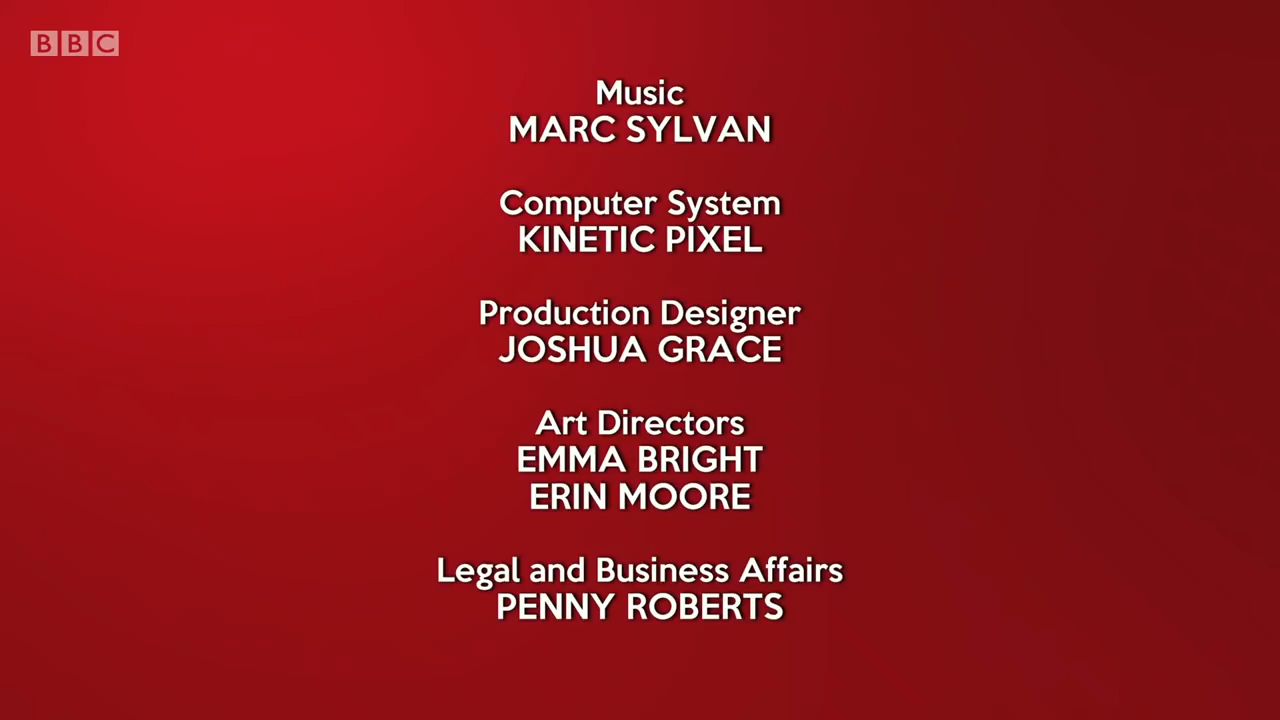 BBC
Music
MARC SYLVAN
Computer System
KINETIC PIXEL
Production Designer
JOSHUA GRACE
Art Directors
EMMA BRIGHT
ERIN MOORE
Legal and Business Affairs
PENNY ROBERTS